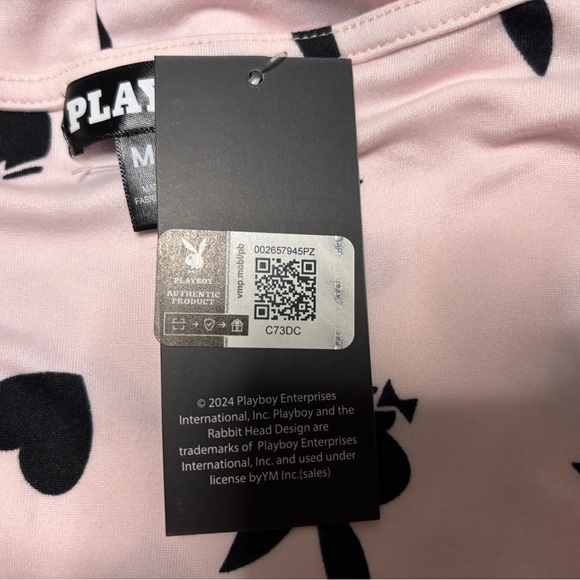 PLAY
M
002657945PZ
vmp.mobi/pb
PLAYBOY
AUTHENTIC
PRODUCT
C73DC
© 2024 Playboy Enterprises
International, Inc. Playboy and the
Rabbit Head Design are
trademarks of Playboy Enterprises
International, Inc. and used under
license byYM Inc.(sales)